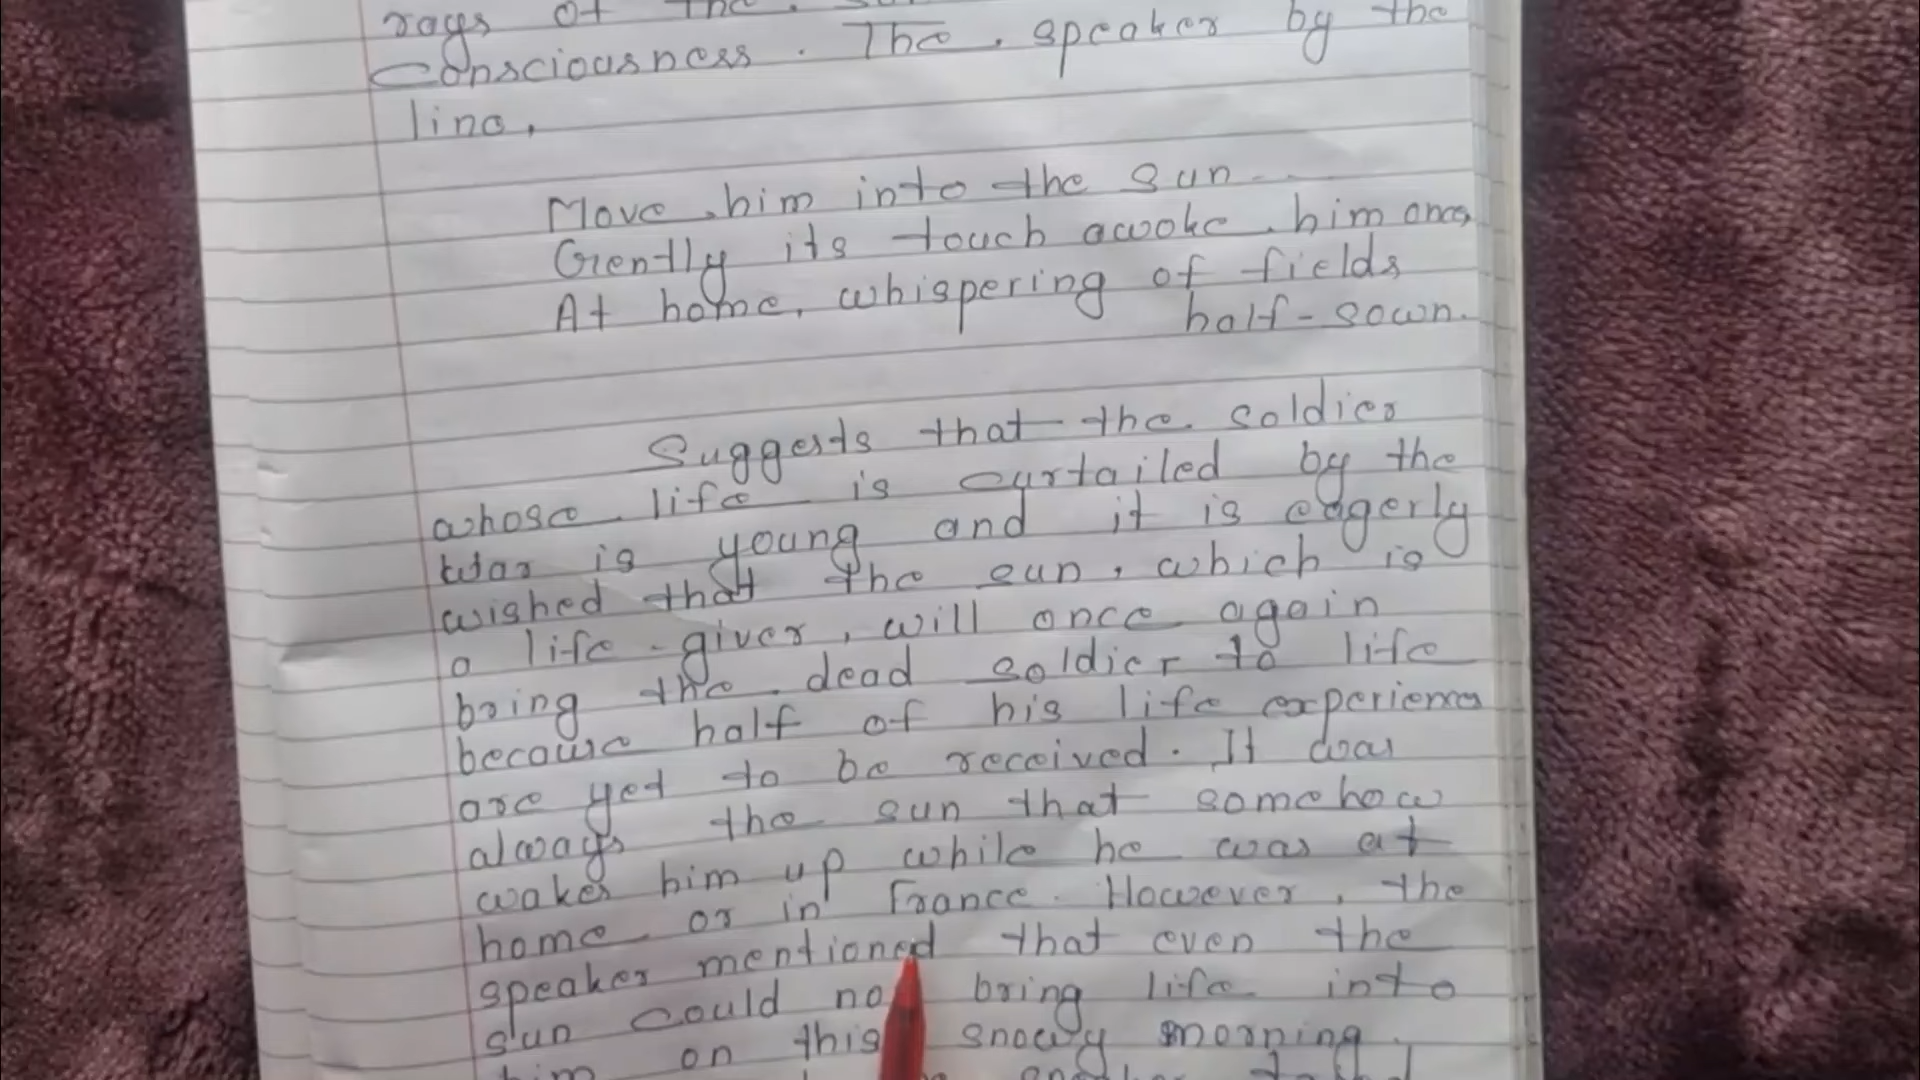 rays of the
consciousness. The speaker by the
line,
Move him into the sun
Gently its touch awoke him once,
At home, whispering of fields
half-sown.
Suggests that the soldier
whose life is curtailed by the
war is young and it is eagerly
wished that the sun, which is
a life-giver, will once again
bring the dead soldier to life
because half of his life experience
are yet to be received. It was
always the sun that somehow
wakes him up while he was at
home or in France. However, the
speaker mentioned that even the
sun could not bring life into
him on this snowy morning.